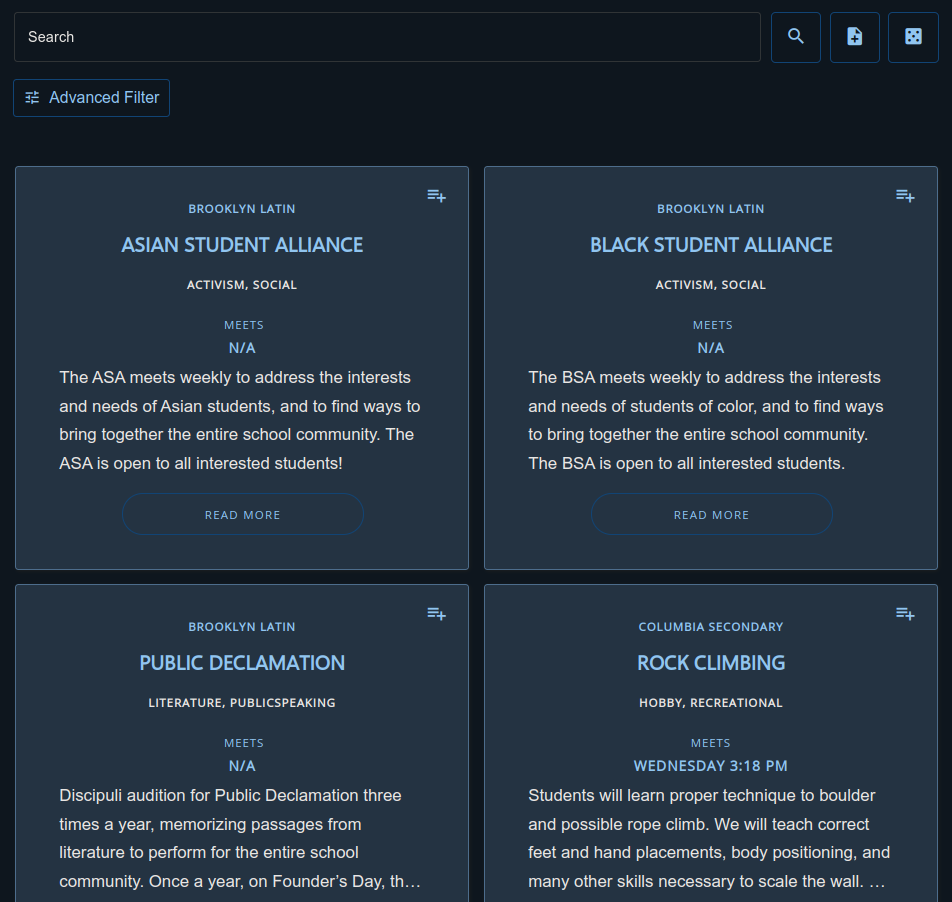 Search
Advanced Filter
BROOKLYN LATIN
ASIAN STUDENT ALLIANCE
ACTIVISM, SOCIAL
MEETS
N/A
The ASA meets weekly to address the interests
and needs of Asian students, and to find ways to
bring together the entire school community. The
ASA is open to all interested students!
READ MORE
BROOKLYN LATIN
BLACK STUDENT ALLIANCE
ACTIVISM, SOCIAL
MEETS
N/A
The BSA meets weekly to address the interests
and needs of students of color, and to find ways
to bring together the entire school community.
The BSA is open to all interested students.
READ MORE
BROOKLYN LATIN
PUBLIC DECLAMATION
LITERATURE, PUBLICSPEAKING
MEETS
N/A
Discipuli audition for Public Declamation three
times a year, memorizing passages from
literature to perform for the entire school
community. Once a year, on Founder’s Day, th…
COLUMBIA SECONDARY
ROCK CLIMBING
HOBBY, RECREATIONAL
MEETS
WEDNESDAY 3:18 PM
Students will learn proper technique to boulder
and possible rope climb. We will teach correct
feet and hand placements, body positioning, and
many other skills necessary to scale the wall. …